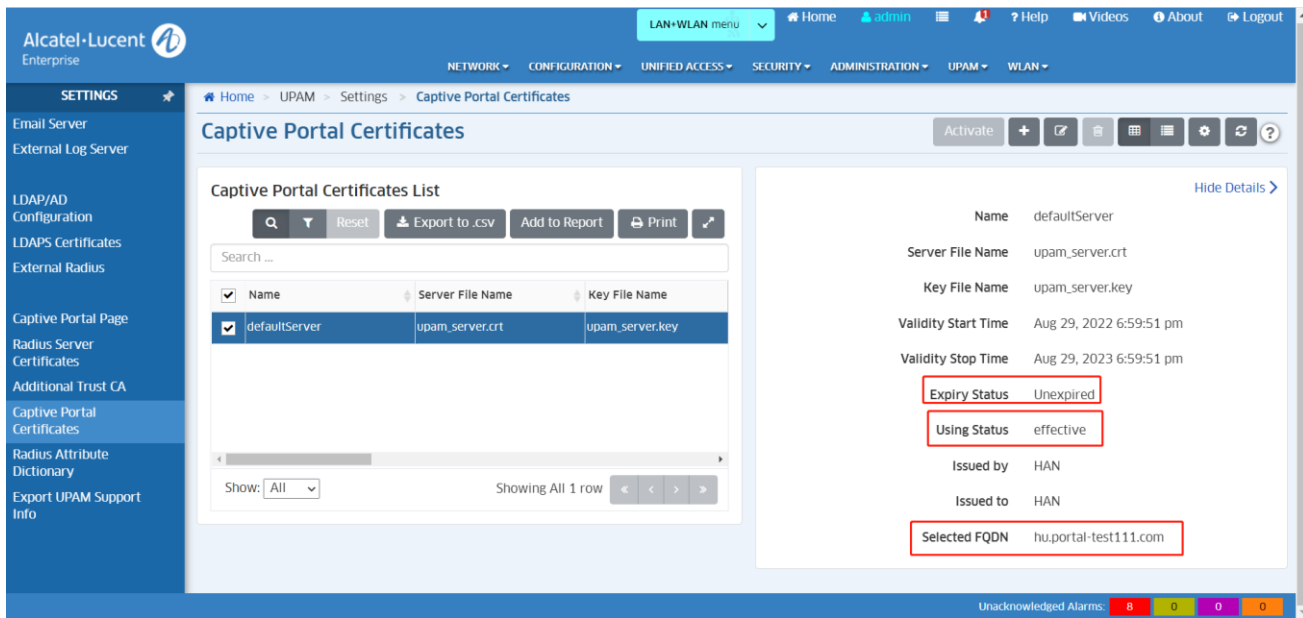 LAN+WLAN menu
Home
admin
1
? Help
Videos
About
Logout
Alcatel·Lucent
Enterprise
NETWORK
CONFIGURATION
UNIFIED ACCESS
SECURITY
ADMINISTRATION
UPAM
WLAN
SETTINGS
Email Server
External Log Server
LDAP/AD
Configuration
LDAPS Certificates
External Radius
Captive Portal Page
Radius Server
Certificates
Additional Trust CA
Captive Portal
Certificates
Radius Attribute
Dictionary
Export UPAM Support
Info
Home > UPAM > Settings > Captive Portal Certificates
Captive Portal Certificates
Activate
?
Captive Portal Certificates List
Reset
Export to .csv
Add to Report
Print
Search ...
Name Server File Name Key File Name
defaultServer upam_server.crt upam_server.key
Show: All
Showing All 1 row
« < > »
Hide Details
Name defaultServer
Server File Name upam_server.crt
Key File Name upam_server.key
Validity Start Time Aug 29, 2022 6:59:51 pm
Validity Stop Time Aug 29, 2023 6:59:51 pm
Expiry Status Unexpired
Using Status effective
Issued by HAN
Issued to HAN
Selected FQDN hu.portal-test111.com
Unacknowledged Alarms: 8 0 0 0